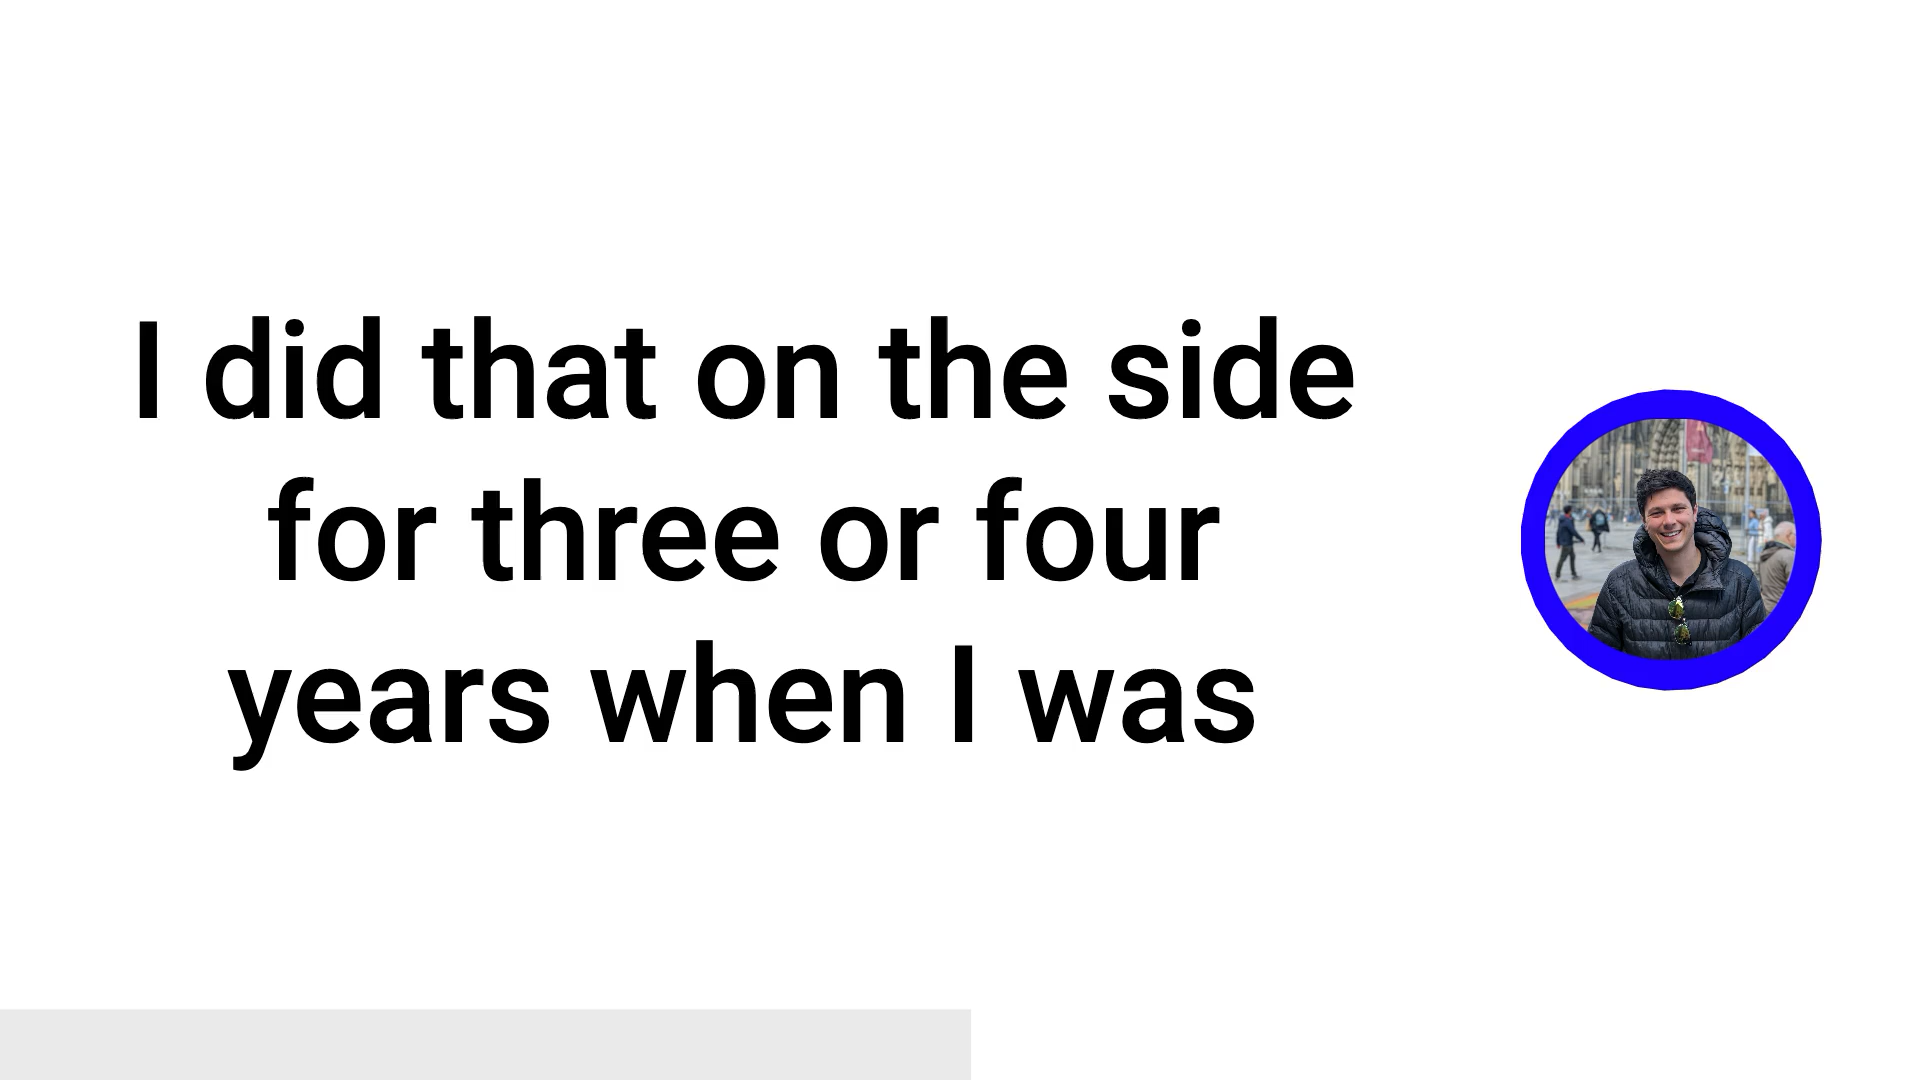 I did that on the side
for three or four
years when I was